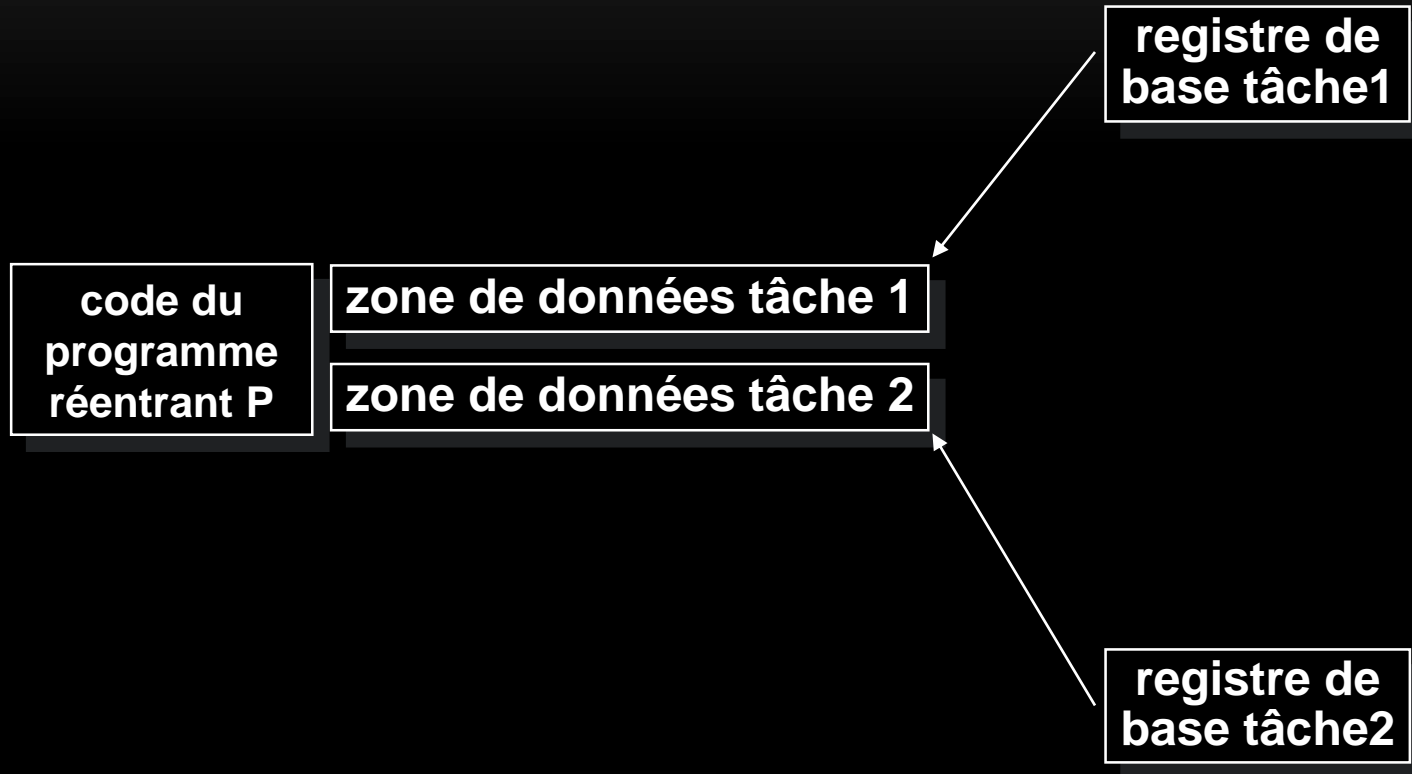 registre de
base tâche1
code du
programme
réentrant P
zone de données tâche 1
zone de données tâche 2
registre de
base tâche2